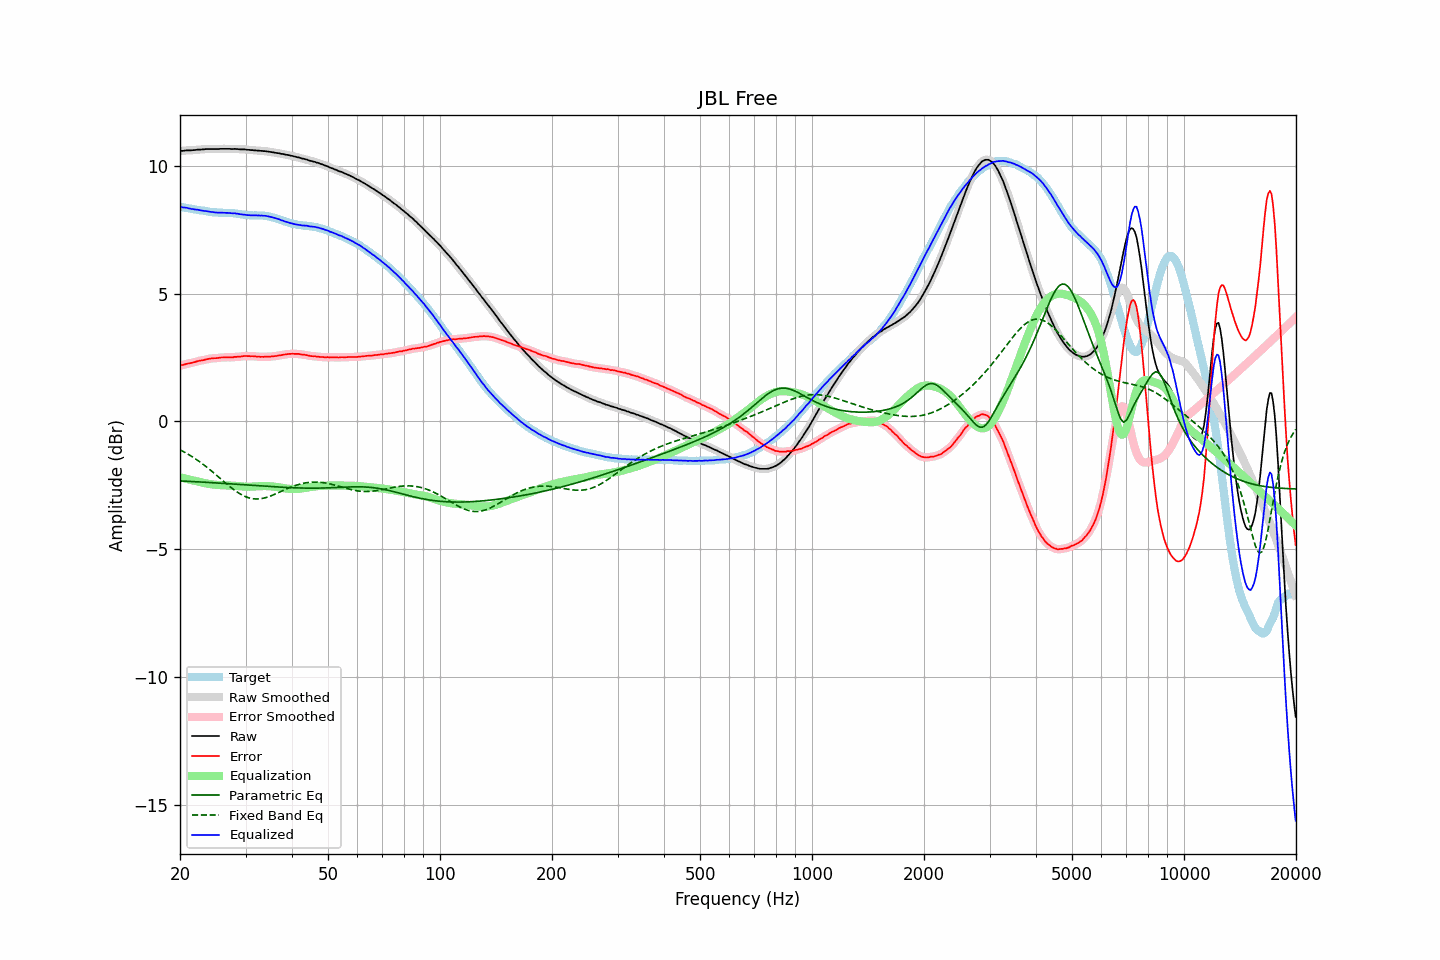 JBL Free
Amplitude (dBr)
10
5
0
−5
−10
−15
Target
Raw Smoothed
Error Smoothed
Raw
Error
Equalization
Parametric Eq
Fixed Band Eq
Equalized
20 50 100 200 500 1000 2000 5000 10000 20000
Frequency (Hz)